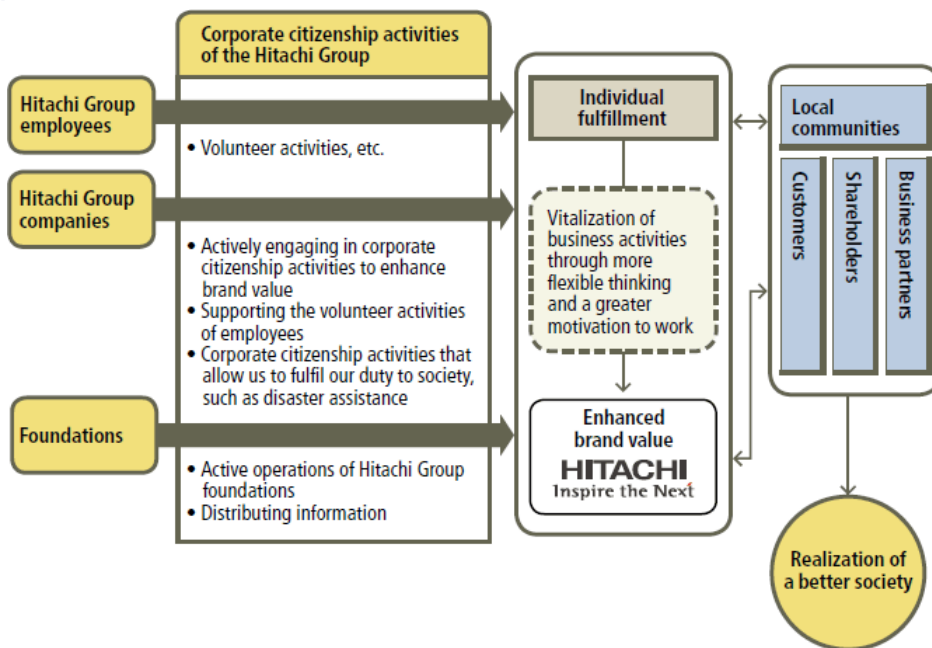 Corporate citizenship activities
of the Hitachi Group
Hitachi Group
employees
• Volunteer activities, etc.
Hitachi Group
companies
• Actively engaging in corporate
citizenship activities to enhance
brand value
• Supporting the volunteer activities
of employees
• Corporate citizenship activities that
allow us to fulfil our duty to society,
such as disaster assistance
Foundations
• Active operations of Hitachi Group
foundations
• Distributing information
Individual
fulfillment
Vitalization of
business activities
through more
flexible thinking
and a greater
motivation to work
Enhanced
brand value
HITACHI
Inspire the Next
Local
communities
Customers
Shareholders
Business partners
Realization of
a better society